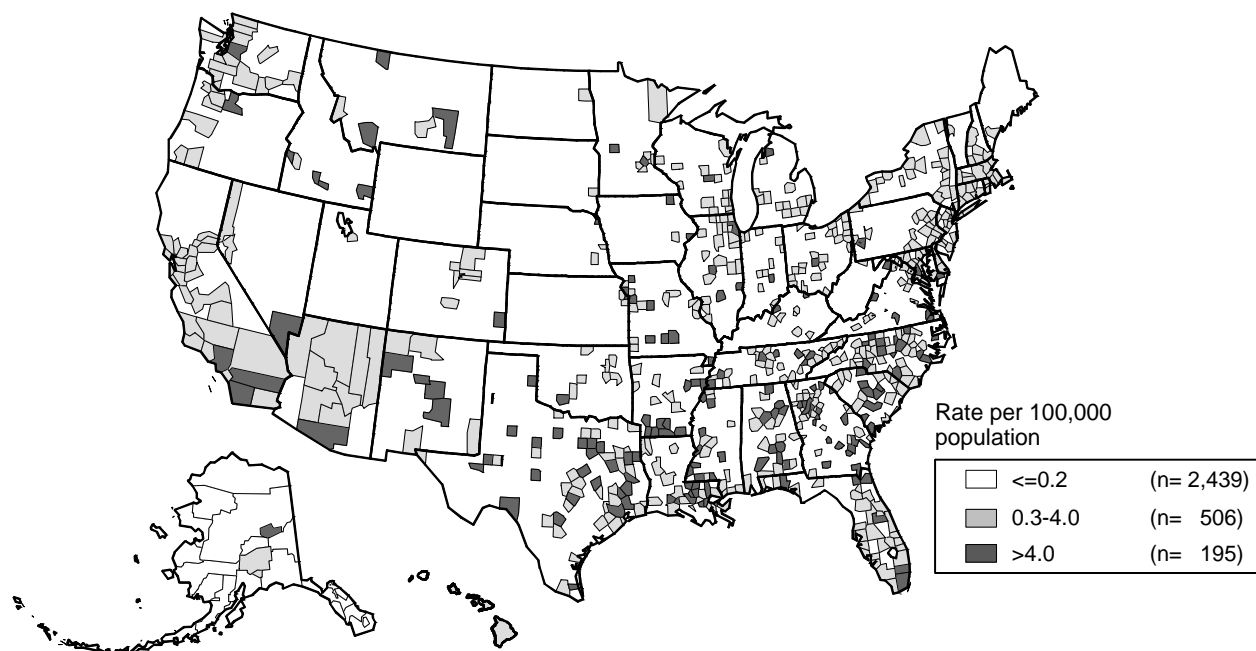 Rate per 100,000
population
<=0.2 (n= 2,439)
0.3-4.0 (n= 506)
>4.0 (n= 195)